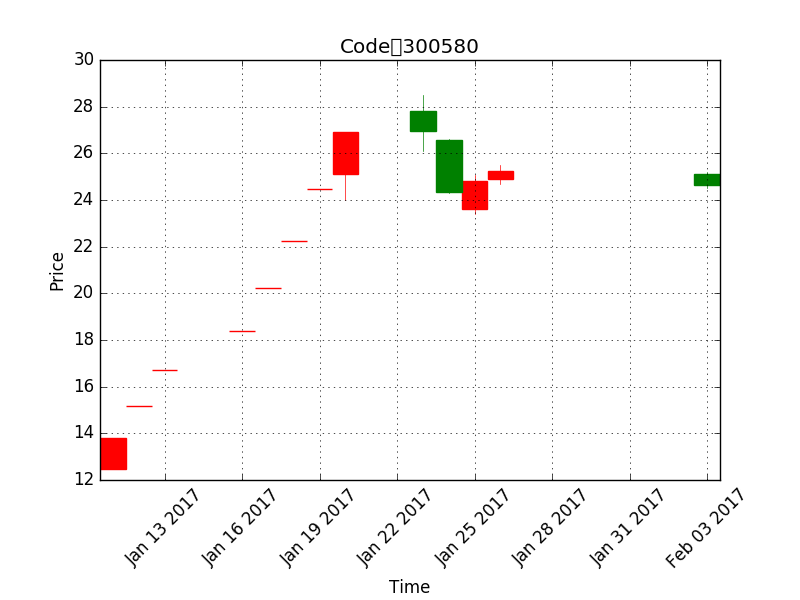 Code▯300580
Price
30
28
26
24
22
20
18
16
14
12
Jan 13 2017
Jan 16 2017
Jan 19 2017
Jan 22 2017
Jan 25 2017
Jan 28 2017
Jan 31 2017
Feb 03 2017
Time